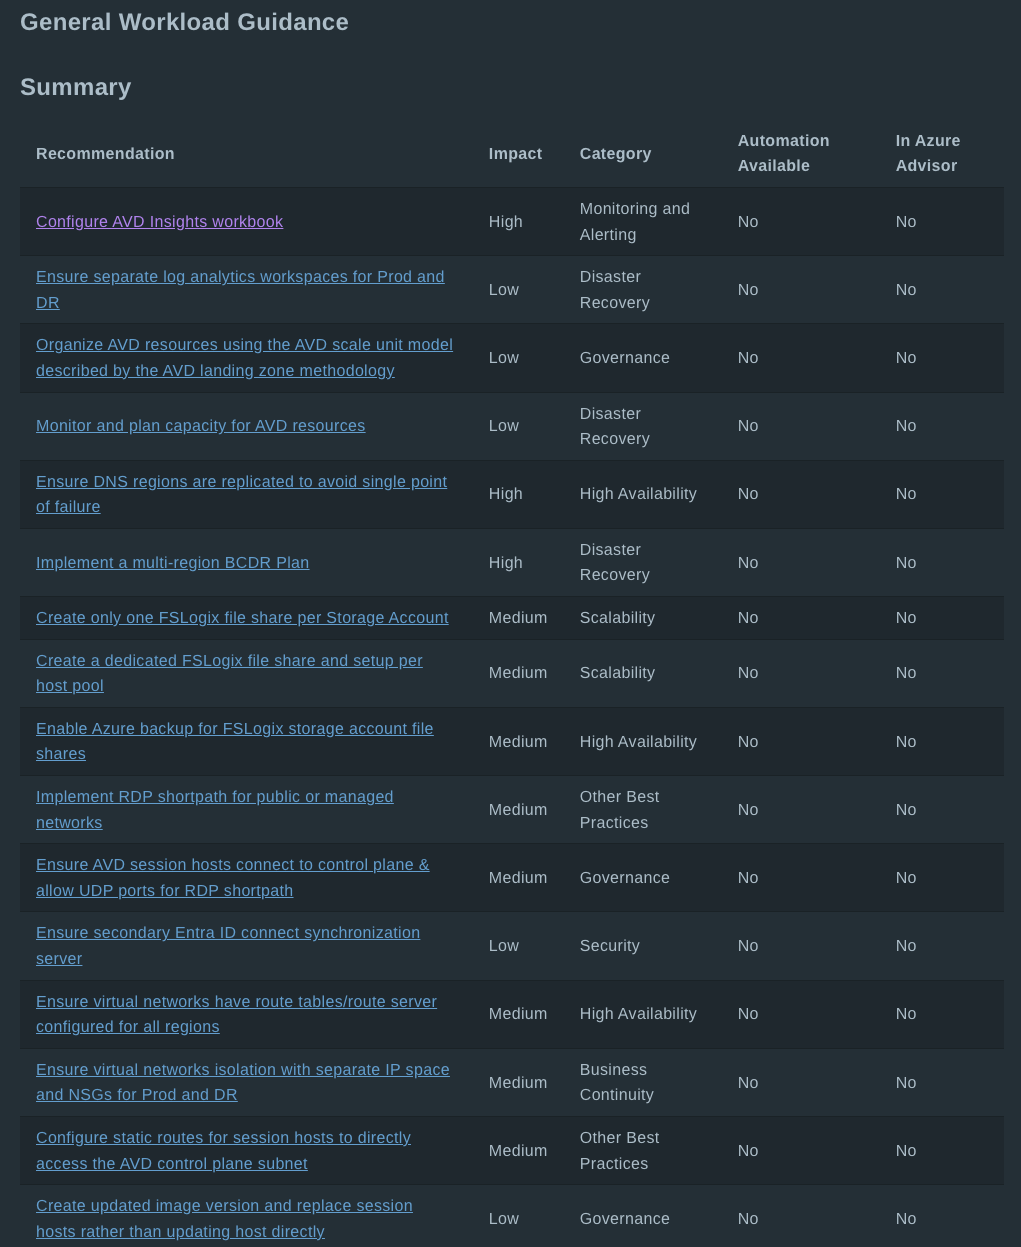 General Workload Guidance
Summary
Recommendation Impact Category Automation Available In Azure Advisor
Configure AVD Insights workbook High Monitoring and Alerting No No
Ensure separate log analytics workspaces for Prod and DR Low Disaster Recovery No No
Organize AVD resources using the AVD scale unit model described by the AVD landing zone methodology Low Governance No No
Monitor and plan capacity for AVD resources Low Disaster Recovery No No
Ensure DNS regions are replicated to avoid single point of failure High High Availability No No
Implement a multi-region BCDR Plan High Disaster Recovery No No
Create only one FSLogix file share per Storage Account Medium Scalability No No
Create a dedicated FSLogix file share and setup per host pool Medium Scalability No No
Enable Azure backup for FSLogix storage account file shares Medium High Availability No No
Implement RDP shortpath for public or managed networks Medium Other Best Practices No No
Ensure AVD session hosts connect to control plane & allow UDP ports for RDP shortpath Medium Governance No No
Ensure secondary Entra ID connect synchronization server Low Security No No
Ensure virtual networks have route tables/route server configured for all regions Medium High Availability No No
Ensure virtual networks isolation with separate IP space and NSGs for Prod and DR Medium Business Continuity No No
Configure static routes for session hosts to directly access the AVD control plane subnet Medium Other Best Practices No No
Create updated image version and replace session hosts rather than updating host directly Low Governance No No